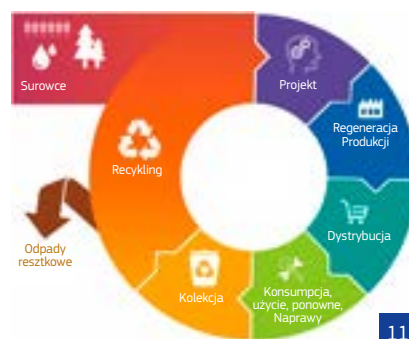 Surowce
Projekt
Regeneracja
Produkcji
Dystrybucja
Konsumpcja,
użycie, ponowne,
Naprawy
Kolekcja
Recykling
Odpady
resztkowe
11